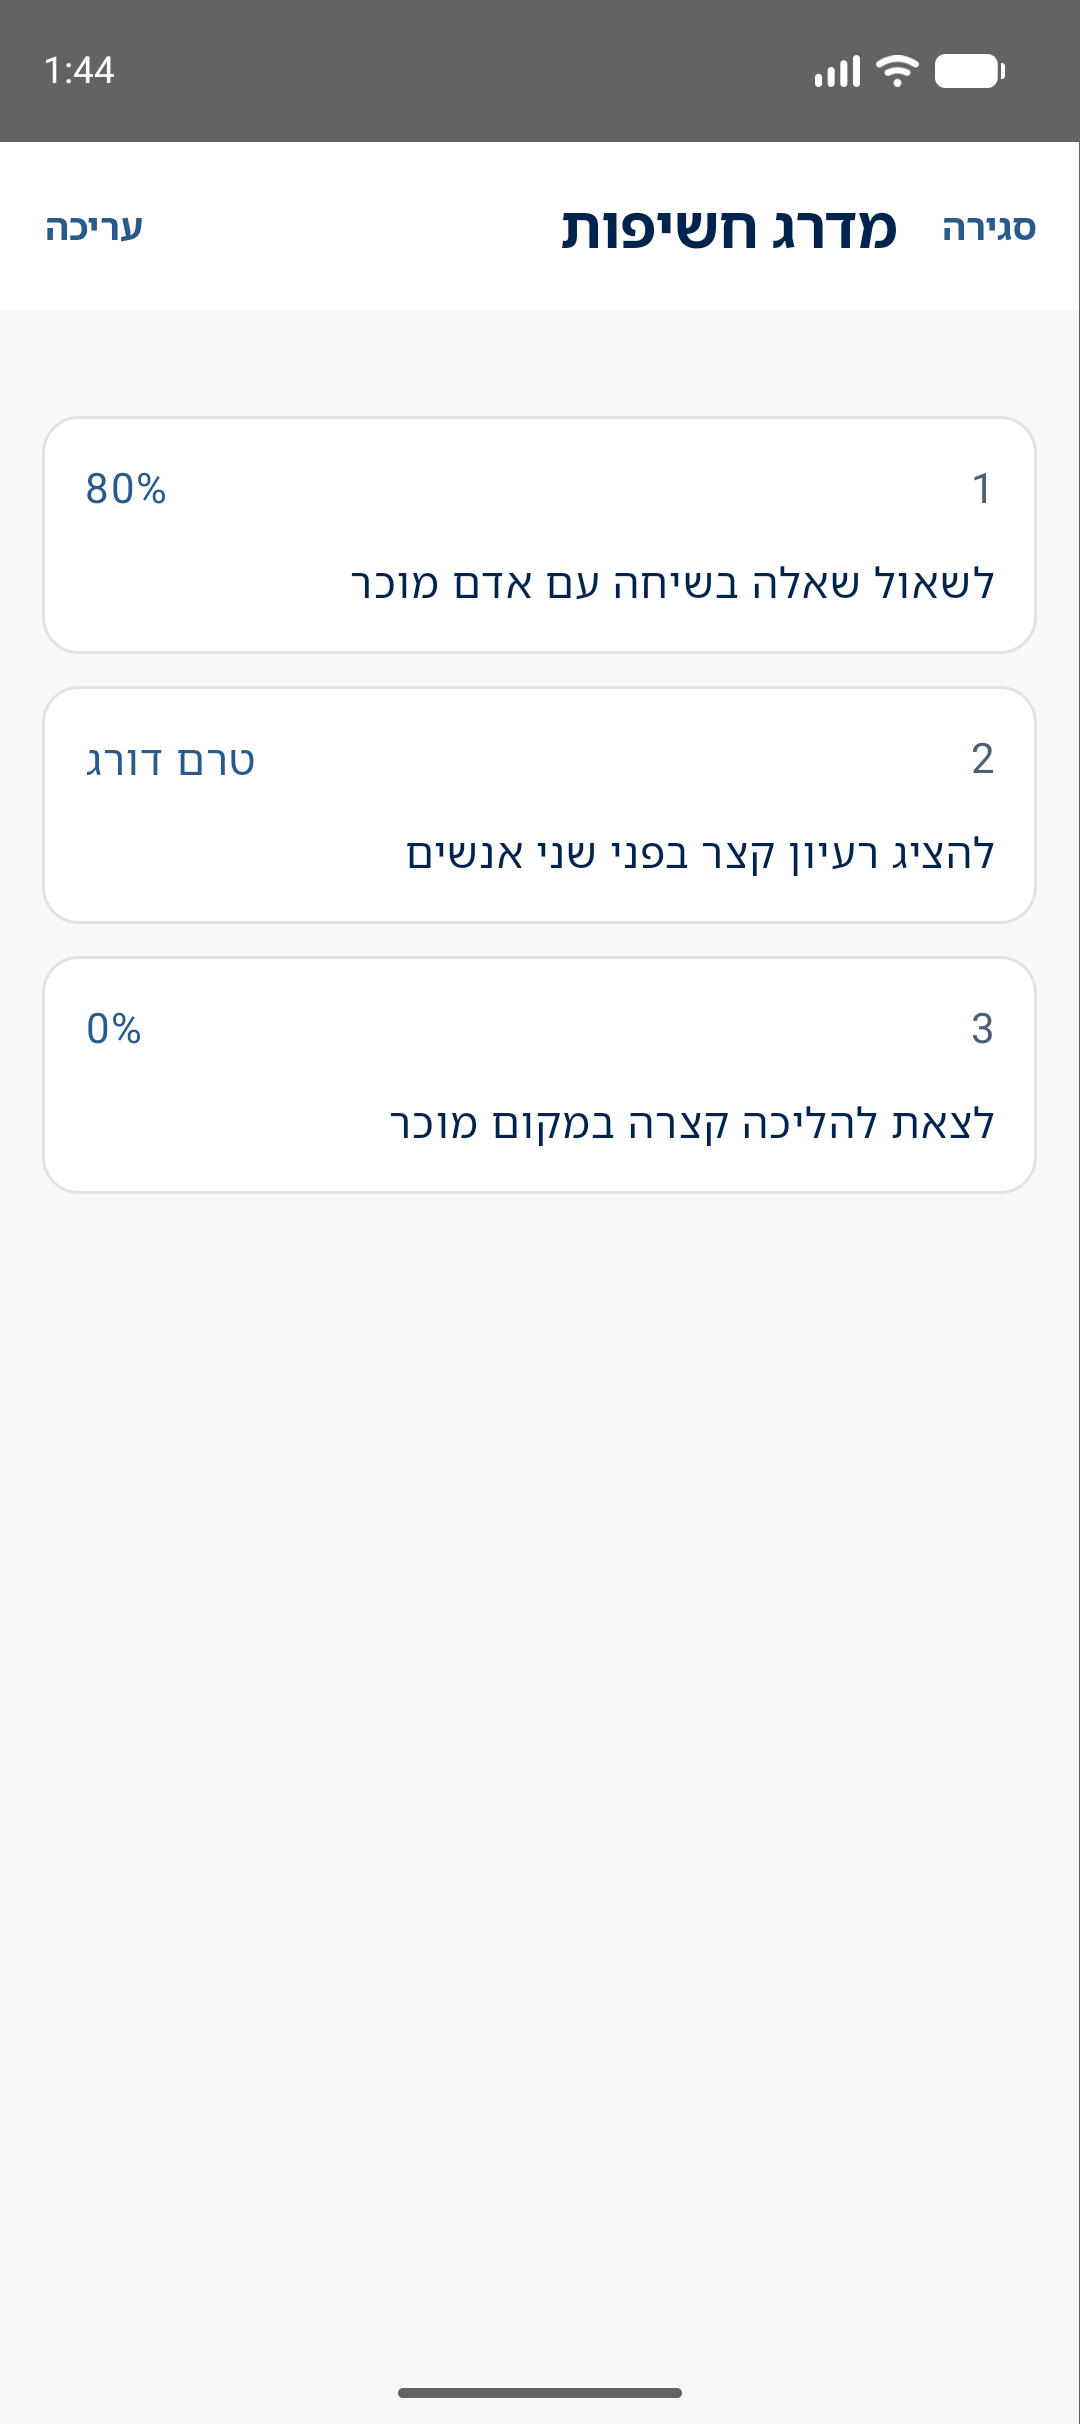 1:44
סגירה
מדרג חשיפות
עריכה
1
80%
לשאול שאלה בשיחה עם אדם מוכר
2
טרם דורג
להציג רעיון קצר בפני שני אנשים
3
0%
לצאת להליכה קצרה במקום מוכר